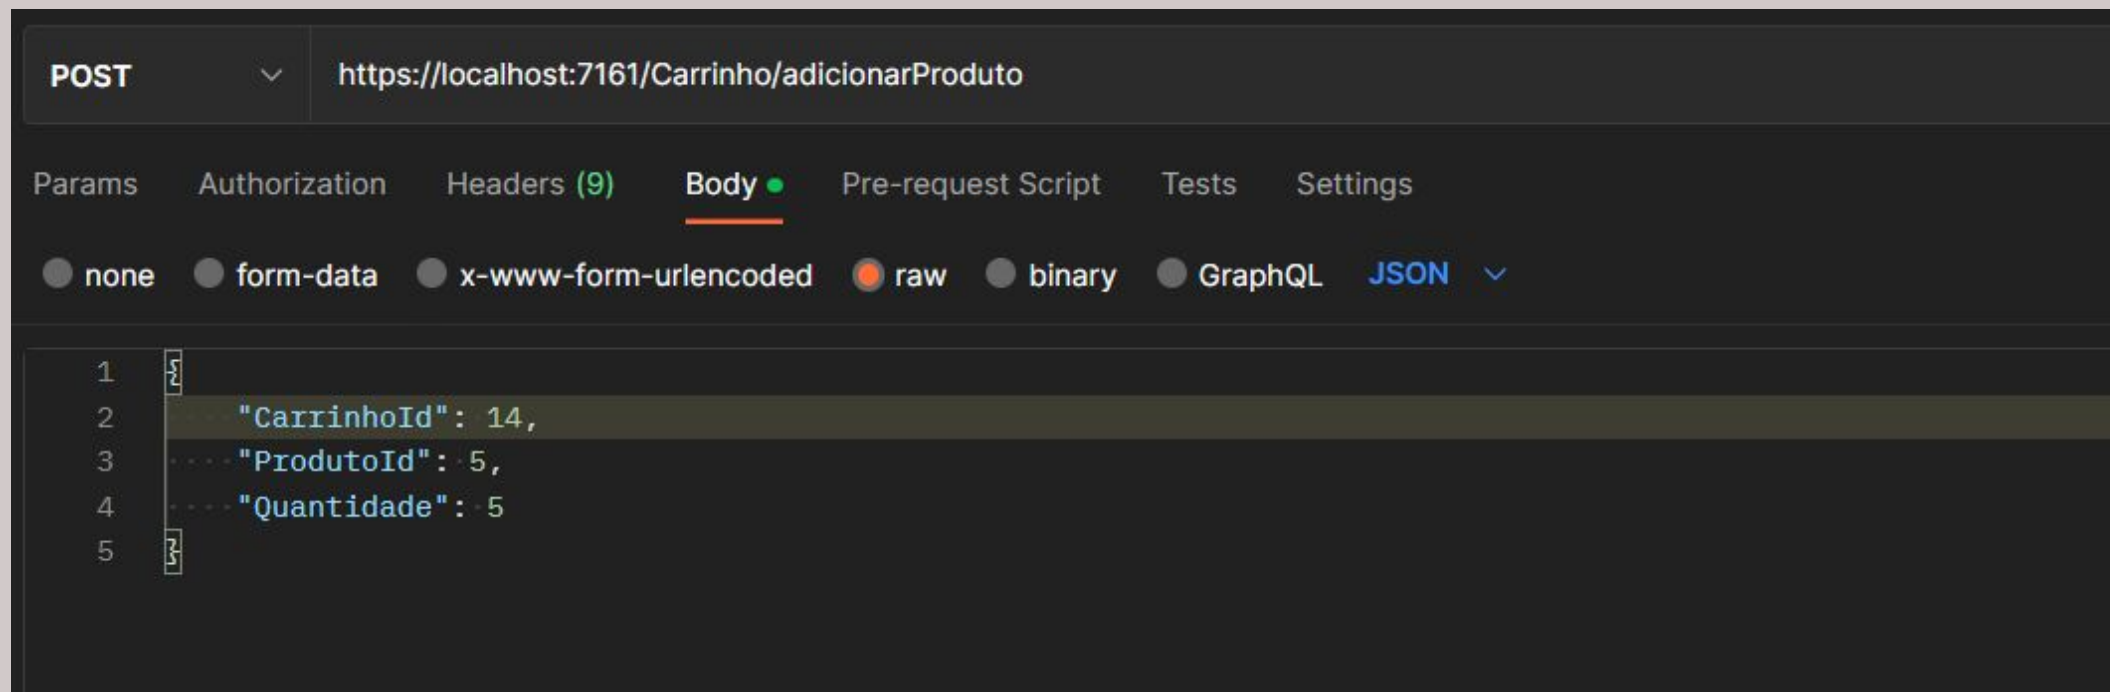 POST https://localhost:7161/Carrinho/adicionarProduto
Params Authorization Headers (9) Body Pre-request Script Tests Settings
none form-data x-www-form-urlencoded raw binary GraphQL JSON
1 {
2 "CarrinhoId": 14,
3 "ProdutoId": 5,
4 "Quantidade": 5
5 }